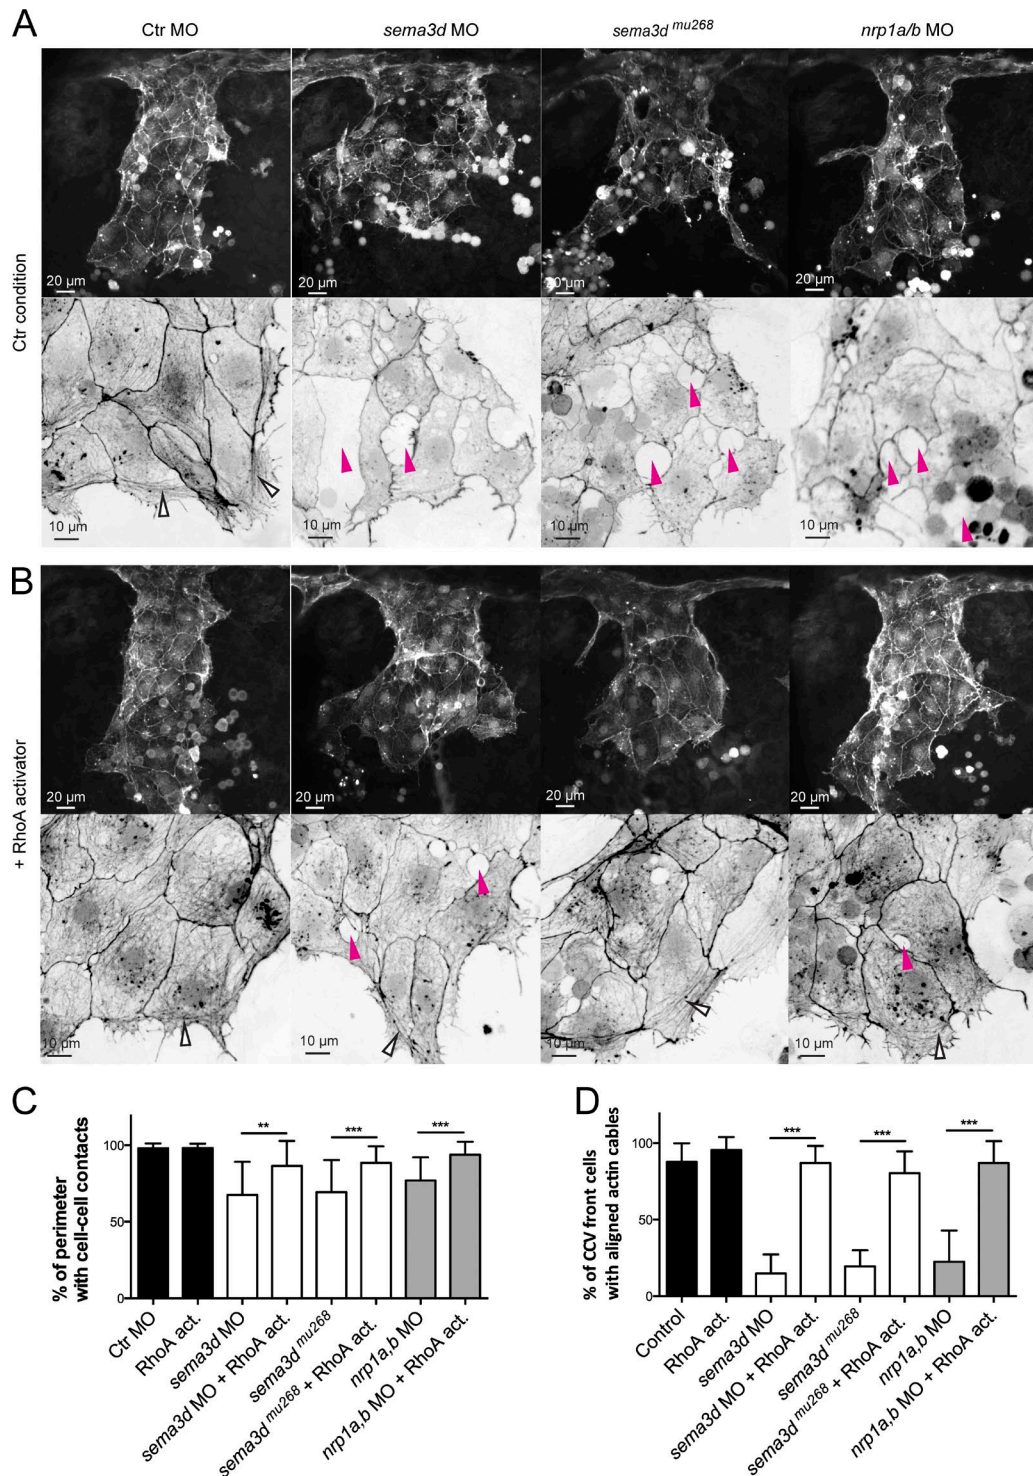 A
Ctr MO
sema3d MO
sema3d mu268
nrp1a/b MO
Ctr condition
20 µm
20 µm
20 µm
20 µm
10 µm
10 µm
10 µm
10 µm
B
+ RhoA activator
20 µm
20 µm
20 µm
20 µm
10 µm
10 µm
10 µm
10 µm
C
% of perimeter
with cell-cell contacts
100
50
0
**
***
***
Ctr MO
RhoA act.
sema3d MO
sema3d MO + RhoA act.
sema3d mu268
sema3d mu268 + RhoA act.
nrp1a,b MO
nrp1a,b MO + RhoA act.
D
% of CCV front cells
with aligned actin cables
100
50
0
***
***
***
Control
RhoA act.
sema3d MO
sema3d MO + RhoA act.
sema3d mu268
sema3d mu268 + RhoA act.
nrp1a,b MO
nrp1a,b MO + RhoA act.